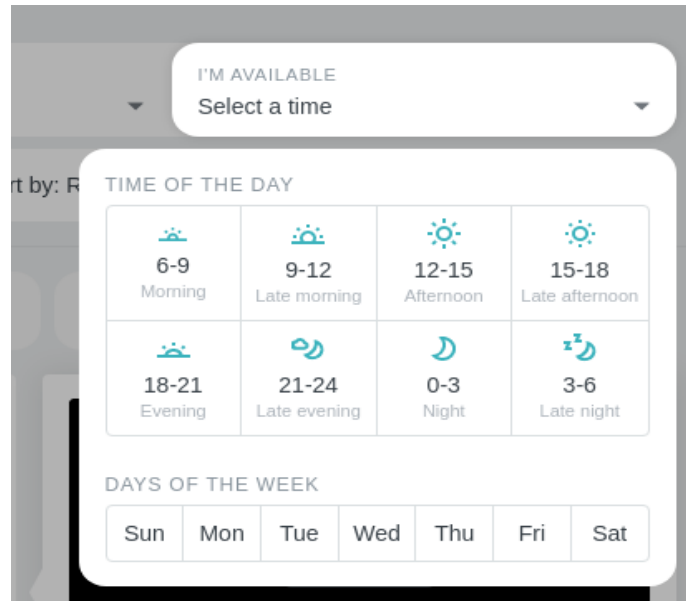 I'M AVAILABLE
Select a time
rt by: R
TIME OF THE DAY
6-9
Morning
9-12
Late morning
12-15
Afternoon
15-18
Late afternoon
18-21
Evening
21-24
Late evening
0-3
Night
3-6
Late night
DAYS OF THE WEEK
Sun Mon Tue Wed Thu Fri Sat